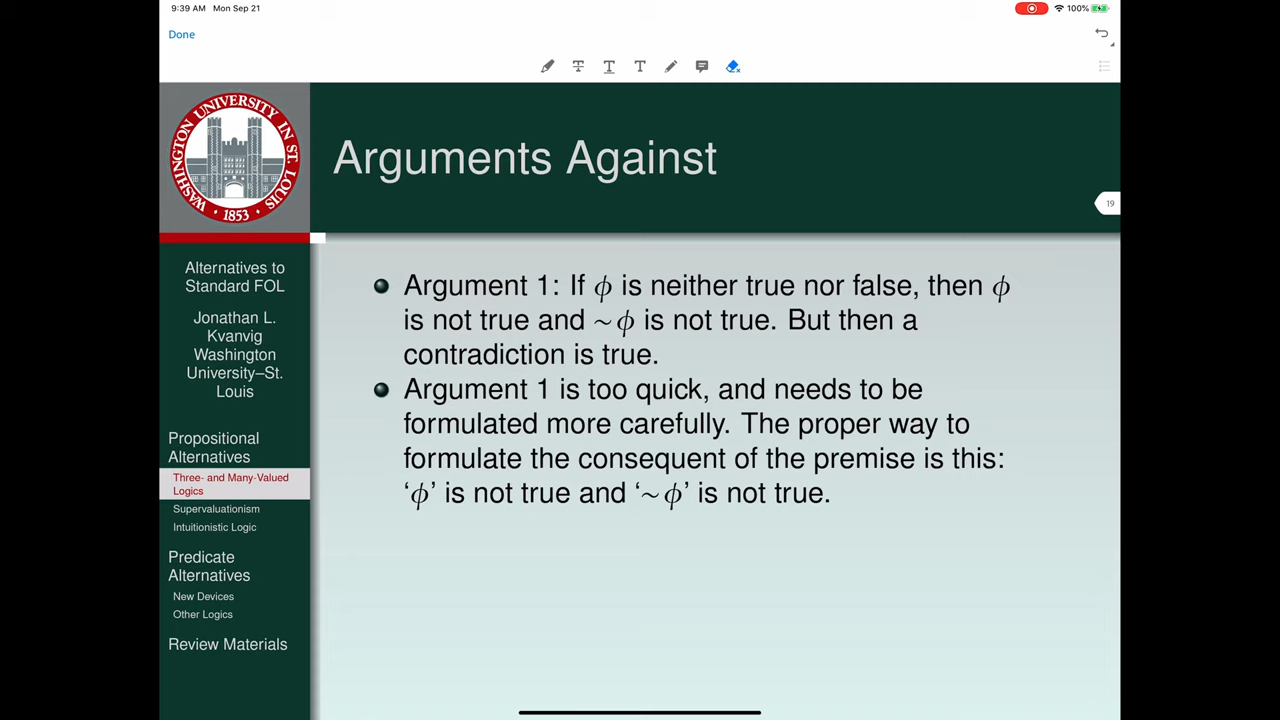 9:39 AM Mon Sep 21
100%
Done
WASHINGTON UNIVERSITY IN ST. LOUIS
1853
Arguments Against
19
Alternatives to
Standard FOL
Jonathan L.
Kvanvig
Washington
University–St.
Louis
Propositional
Alternatives
Three- and Many-Valued
Logics
Supervaluationism
Intuitionistic Logic
Predicate
Alternatives
New Devices
Other Logics
Review Materials
Argument 1: If ϕ is neither true nor false, then ϕ
is not true and ∼ϕ is not true. But then a
contradiction is true.
Argument 1 is too quick, and needs to be
formulated more carefully. The proper way to
formulate the consequent of the premise is this:
‘ϕ’ is not true and ‘∼ϕ’ is not true.